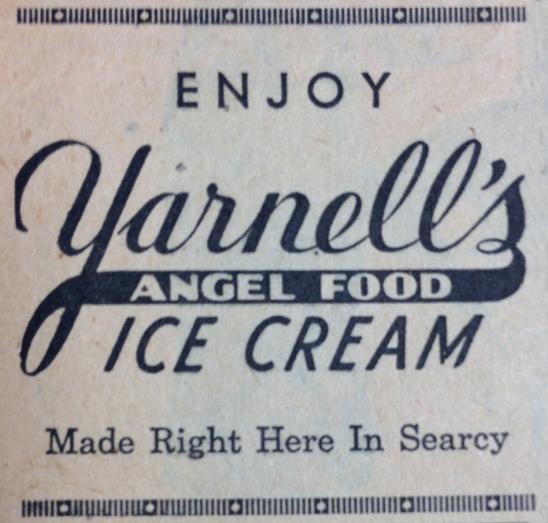 ENJOY
Yarnell's
ANGEL FOOD
ICE CREAM
Made Right Here In Searcy